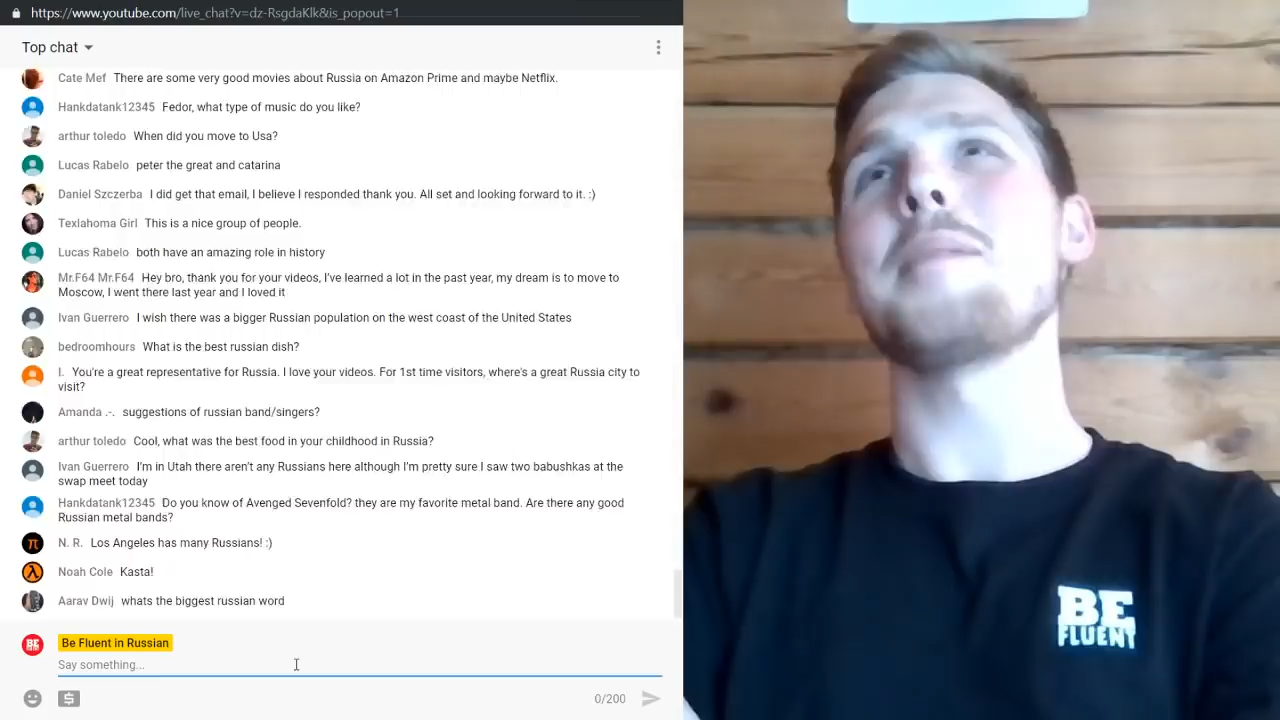 https://www.youtube.com/live_chat?v=dz-RsgdaKlk&is_popout=1
Top chat
Cate Mef There are some very good movies about Russia on Amazon Prime and maybe Netflix.
Hankdatank12345 Fedor, what type of music do you like?
arthur toledo When did you move to Usa?
Lucas Rabelo peter the great and catarina
Daniel Szczerba I did get that email, I believe I responded thank you. All set and looking forward to it. :)
Texlahoma Girl This is a nice group of people.
Lucas Rabelo both have an amazing role in history
Mr.F64 Mr.F64 Hey bro, thank you for your videos, I've learned a lot in the past year, my dream is to move to
Moscow, I went there last year and I loved it
Ivan Guerrero I wish there was a bigger Russian population on the west coast of the United States
bedroomhours What is the best russian dish?
I. You're a great representative for Russia. I love your videos. For 1st time visitors, where's a great Russia city to
visit?
Amanda .-. suggestions of russian band/singers?
arthur toledo Cool, what was the best food in your childhood in Russia?
Ivan Guerrero I'm in Utah there aren't any Russians here although I'm pretty sure I saw two babushkas at the
swap meet today
Hankdatank12345 Do you know of Avenged Sevenfold? they are my favorite metal band. Are there any good
Russian metal bands?
π N. R. Los Angeles has many Russians! :)
λ Noah Cole Kasta!
Aarav Dwij whats the biggest russian word
Be Fluent in Russian
Say something...
0/200
BE
FLUENT